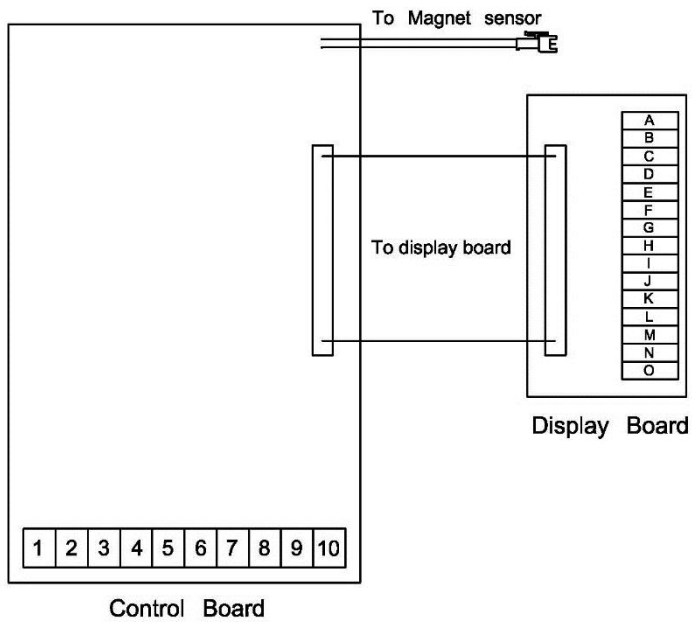 To Magnet sensor
A
B
C
D
E
F
G
H
I
J
K
L
M
N
O
To display board
Display Board
1 2 3 4 5 6 7 8 9 10
Control Board